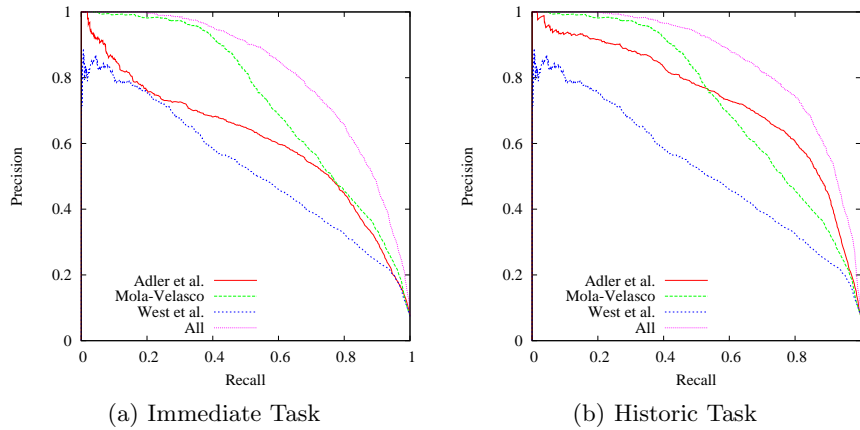 1
0.8
0.6
0.4
0.2
0
Precision
Adler et al.
Mola-Velasco
West et al.
All
0 0.2 0.4 0.6 0.8 1
Recall
(a) Immediate Task
1
0.8
0.6
0.4
0.2
0
Precision
Adler et al.
Mola-Velasco
West et al.
All
0 0.2 0.4 0.6 0.8
Recall
(b) Historic Task